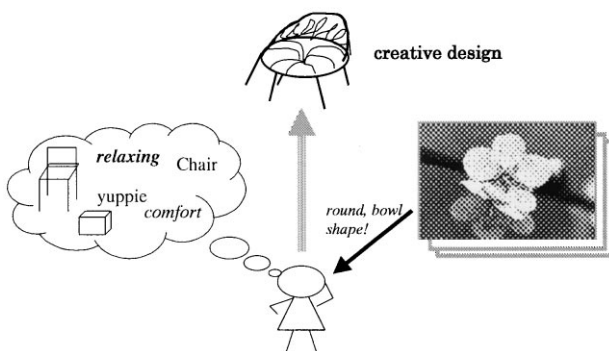 creative design
relaxing Chair
yuppie
comfort
round, bowl
shape!